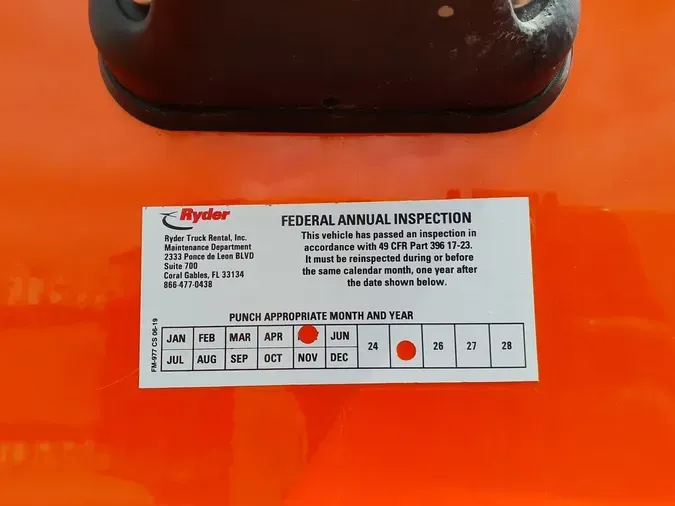 Ryder
Ryder Truck Rental, Inc.
Maintenance Department
2333 Ponce de Leon BLVD
Suite 700
Coral Gables, FL 33134
866-477-0438
FEDERAL ANNUAL INSPECTION
This vehicle has passed an inspection in
accordance with 49 CFR Part 396 17-23.
It must be reinspected during or before
the same calendar month, one year after
the date shown below.
PUNCH APPROPRIATE MONTH AND YEAR
JAN FEB MAR APR JUN
JUL AUG SEP OCT NOV DEC
24 26 27 28
FM-977 CS 06-19